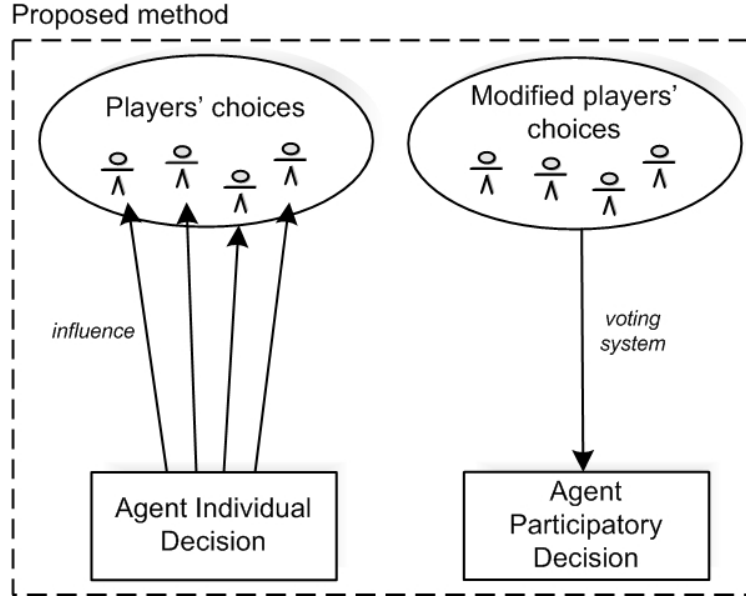 Proposed method
Players' choices
Modified players'
choices
influence
voting
system
Agent Individual
Decision
Agent
Participatory
Decision